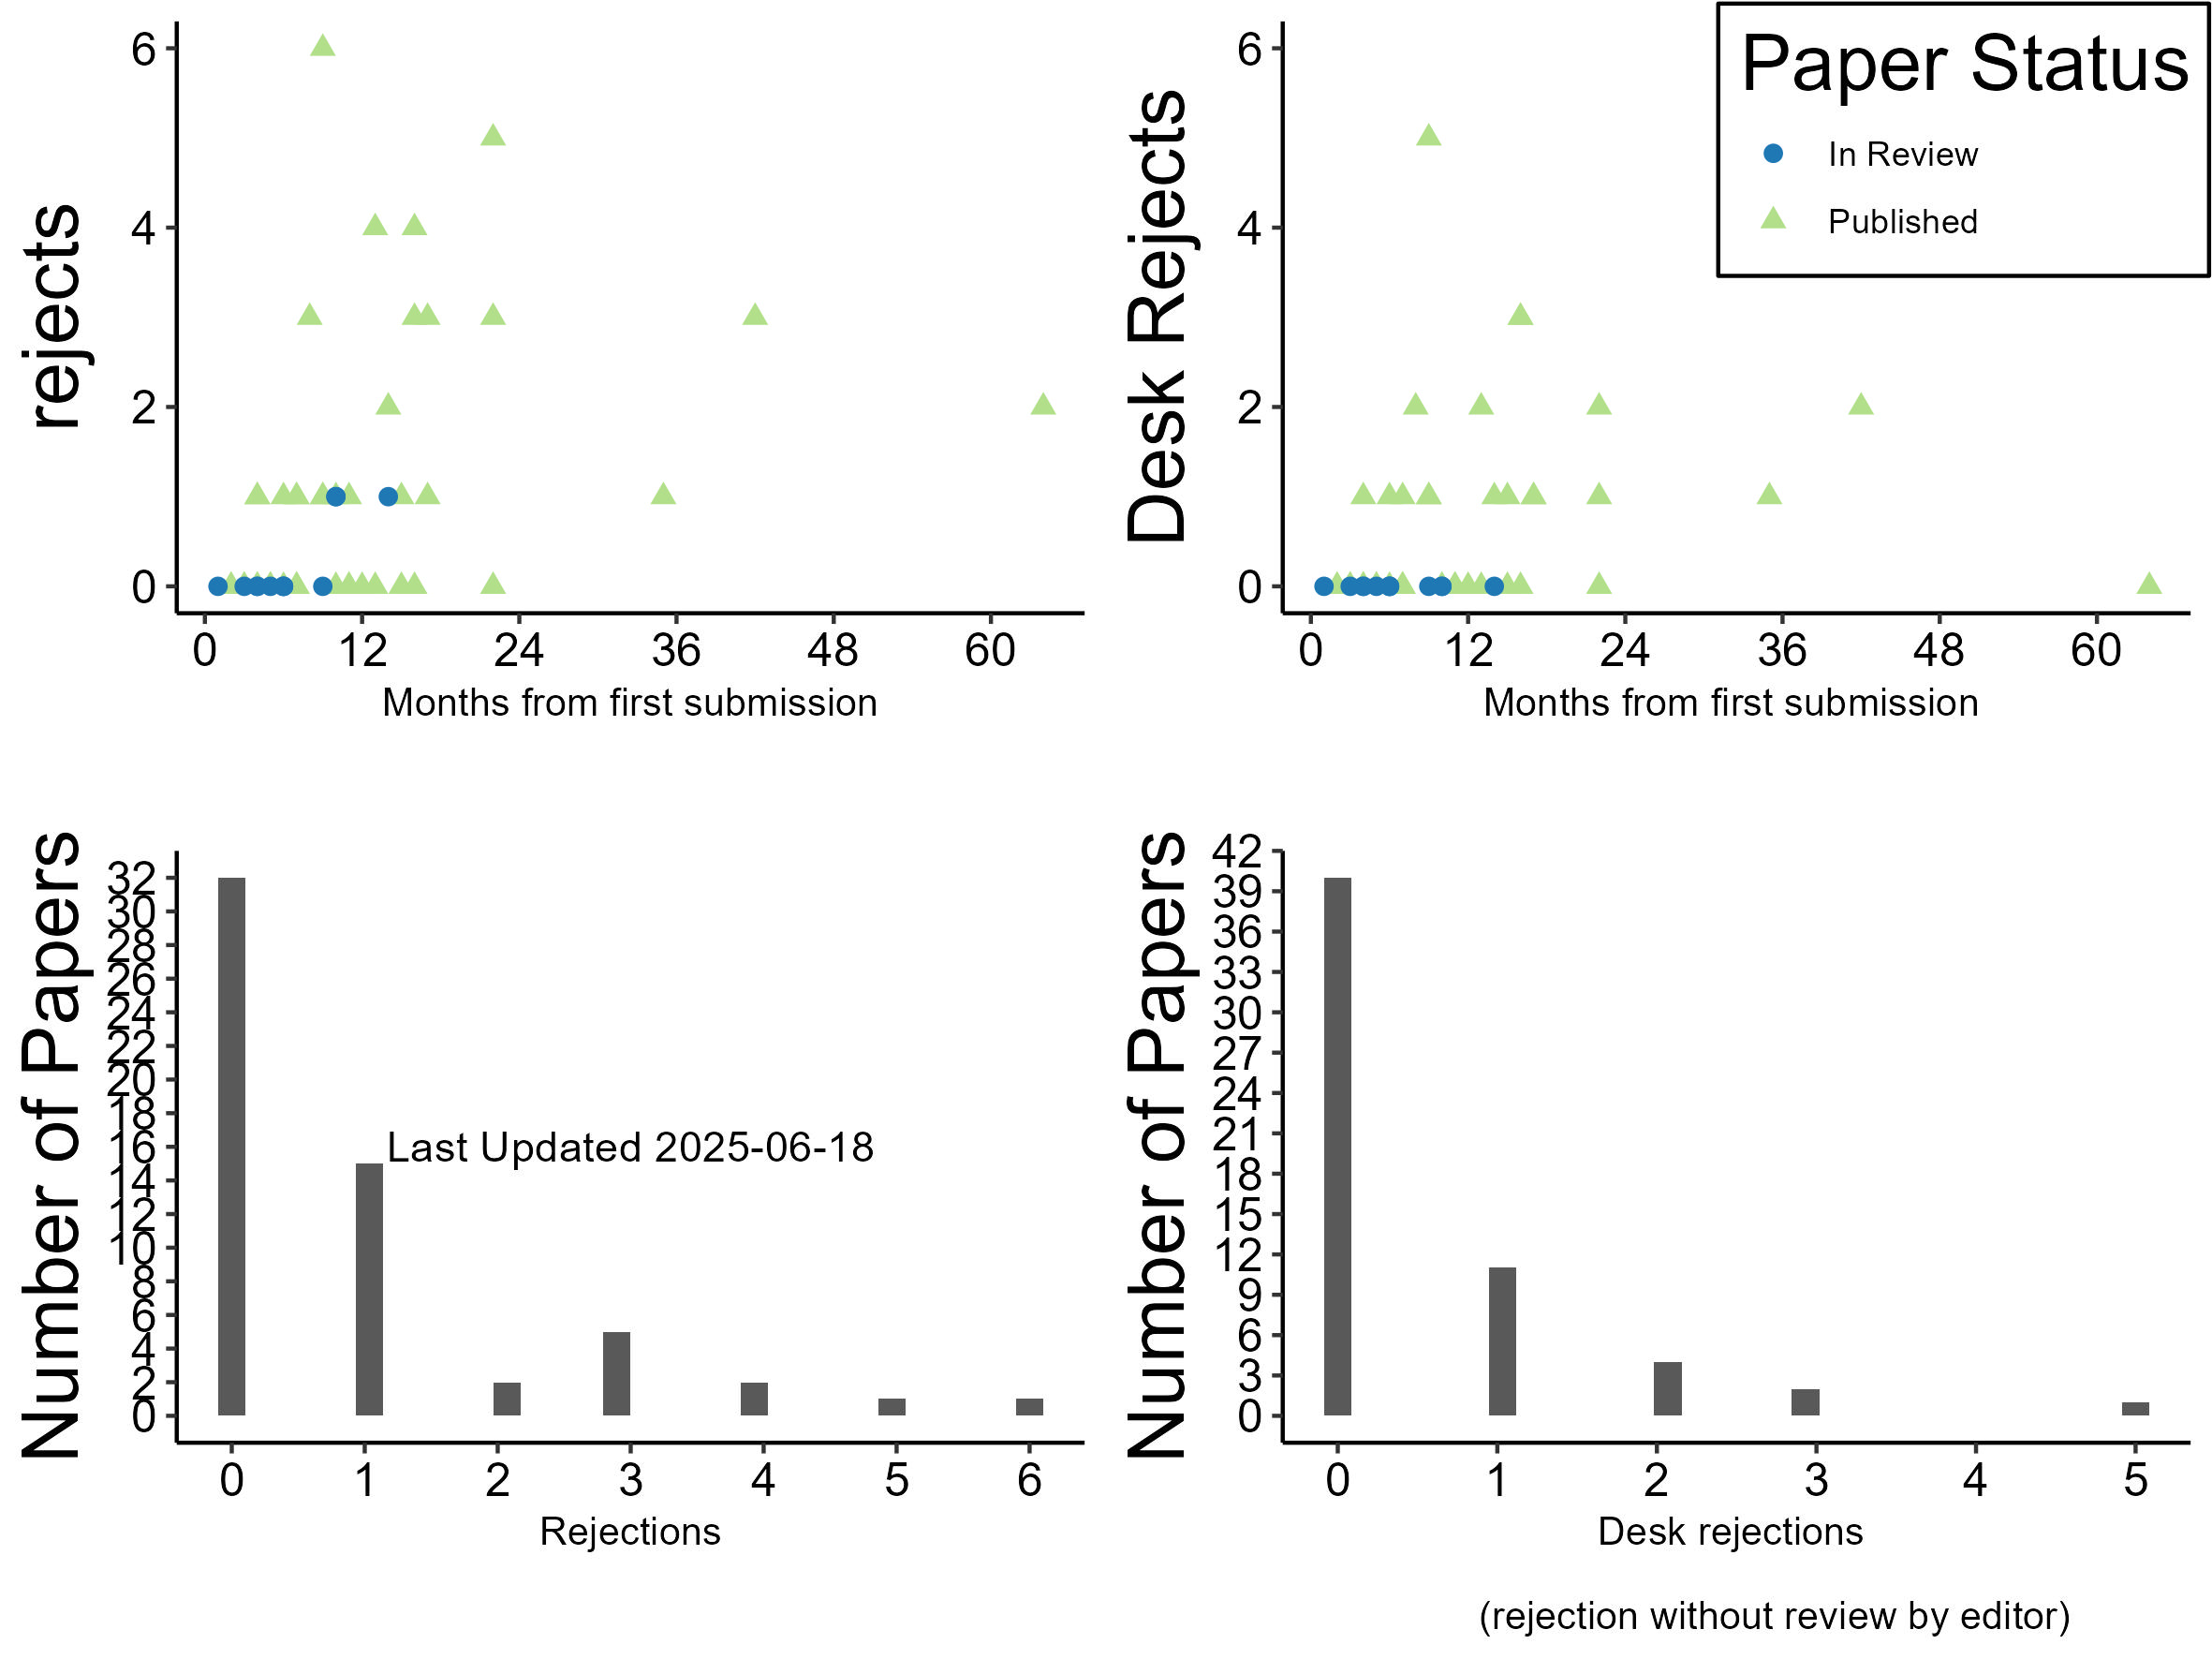 rejects
6
4
2
0
0 12 24 36 48 60
Months from first submission
Desk Rejects
6
4
2
0
0 12 24 36 48 60
Months from first submission
Paper Status
In Review
Published
Number of Papers
32
30
28
26
24
22
20
18
16
14
12
10
8
6
4
2
0
Last Updated 2025-06-18
0 1 2 3 4 5 6
Rejections
Number of Papers
42
39
36
33
30
27
24
21
18
15
12
9
6
3
0
0 1 2 3 4 5
Desk rejections
(rejection without review by editor)